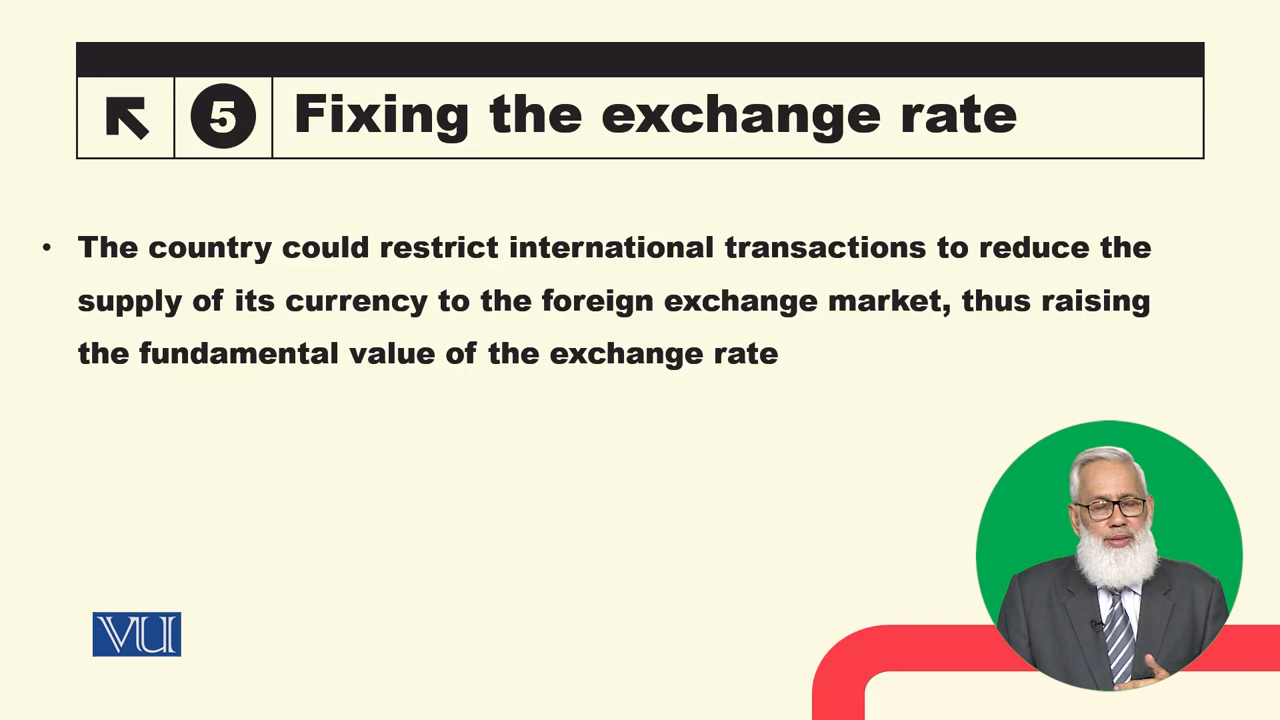 5 Fixing the exchange rate
• The country could restrict international transactions to reduce the
supply of its currency to the foreign exchange market, thus raising
the fundamental value of the exchange rate
VU